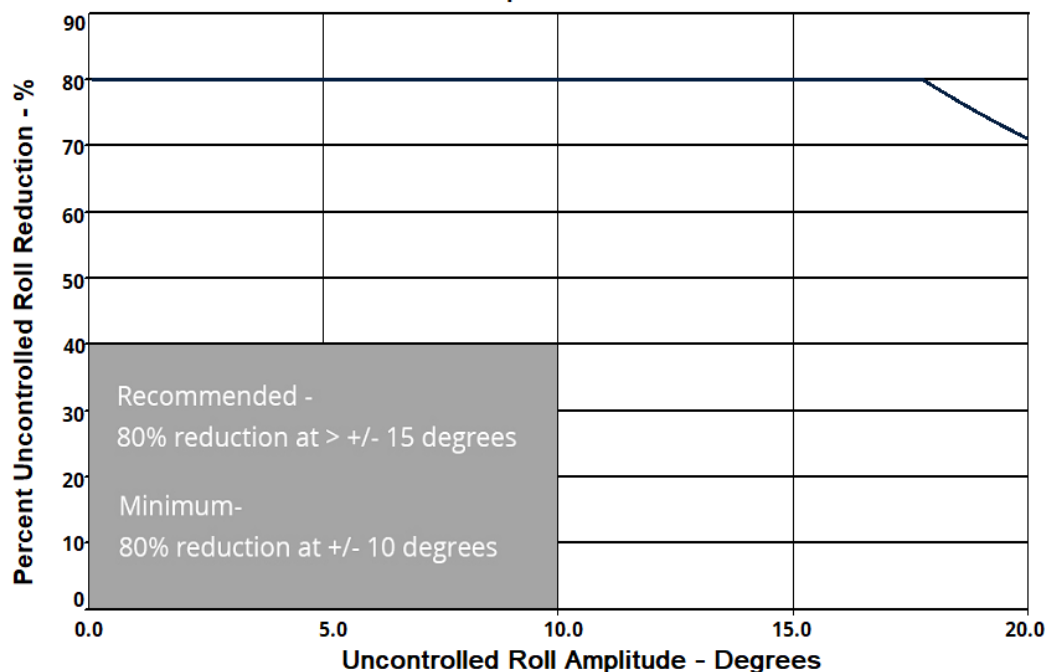 90
80
70
60
50
40
30
20
10
0
Percent Uncontrolled Roll Reduction - %
Recommended -
80% reduction at > +/- 15 degrees
Minimum-
80% reduction at +/- 10 degrees
0.0 5.0 10.0 15.0 20.0
Uncontrolled Roll Amplitude - Degrees